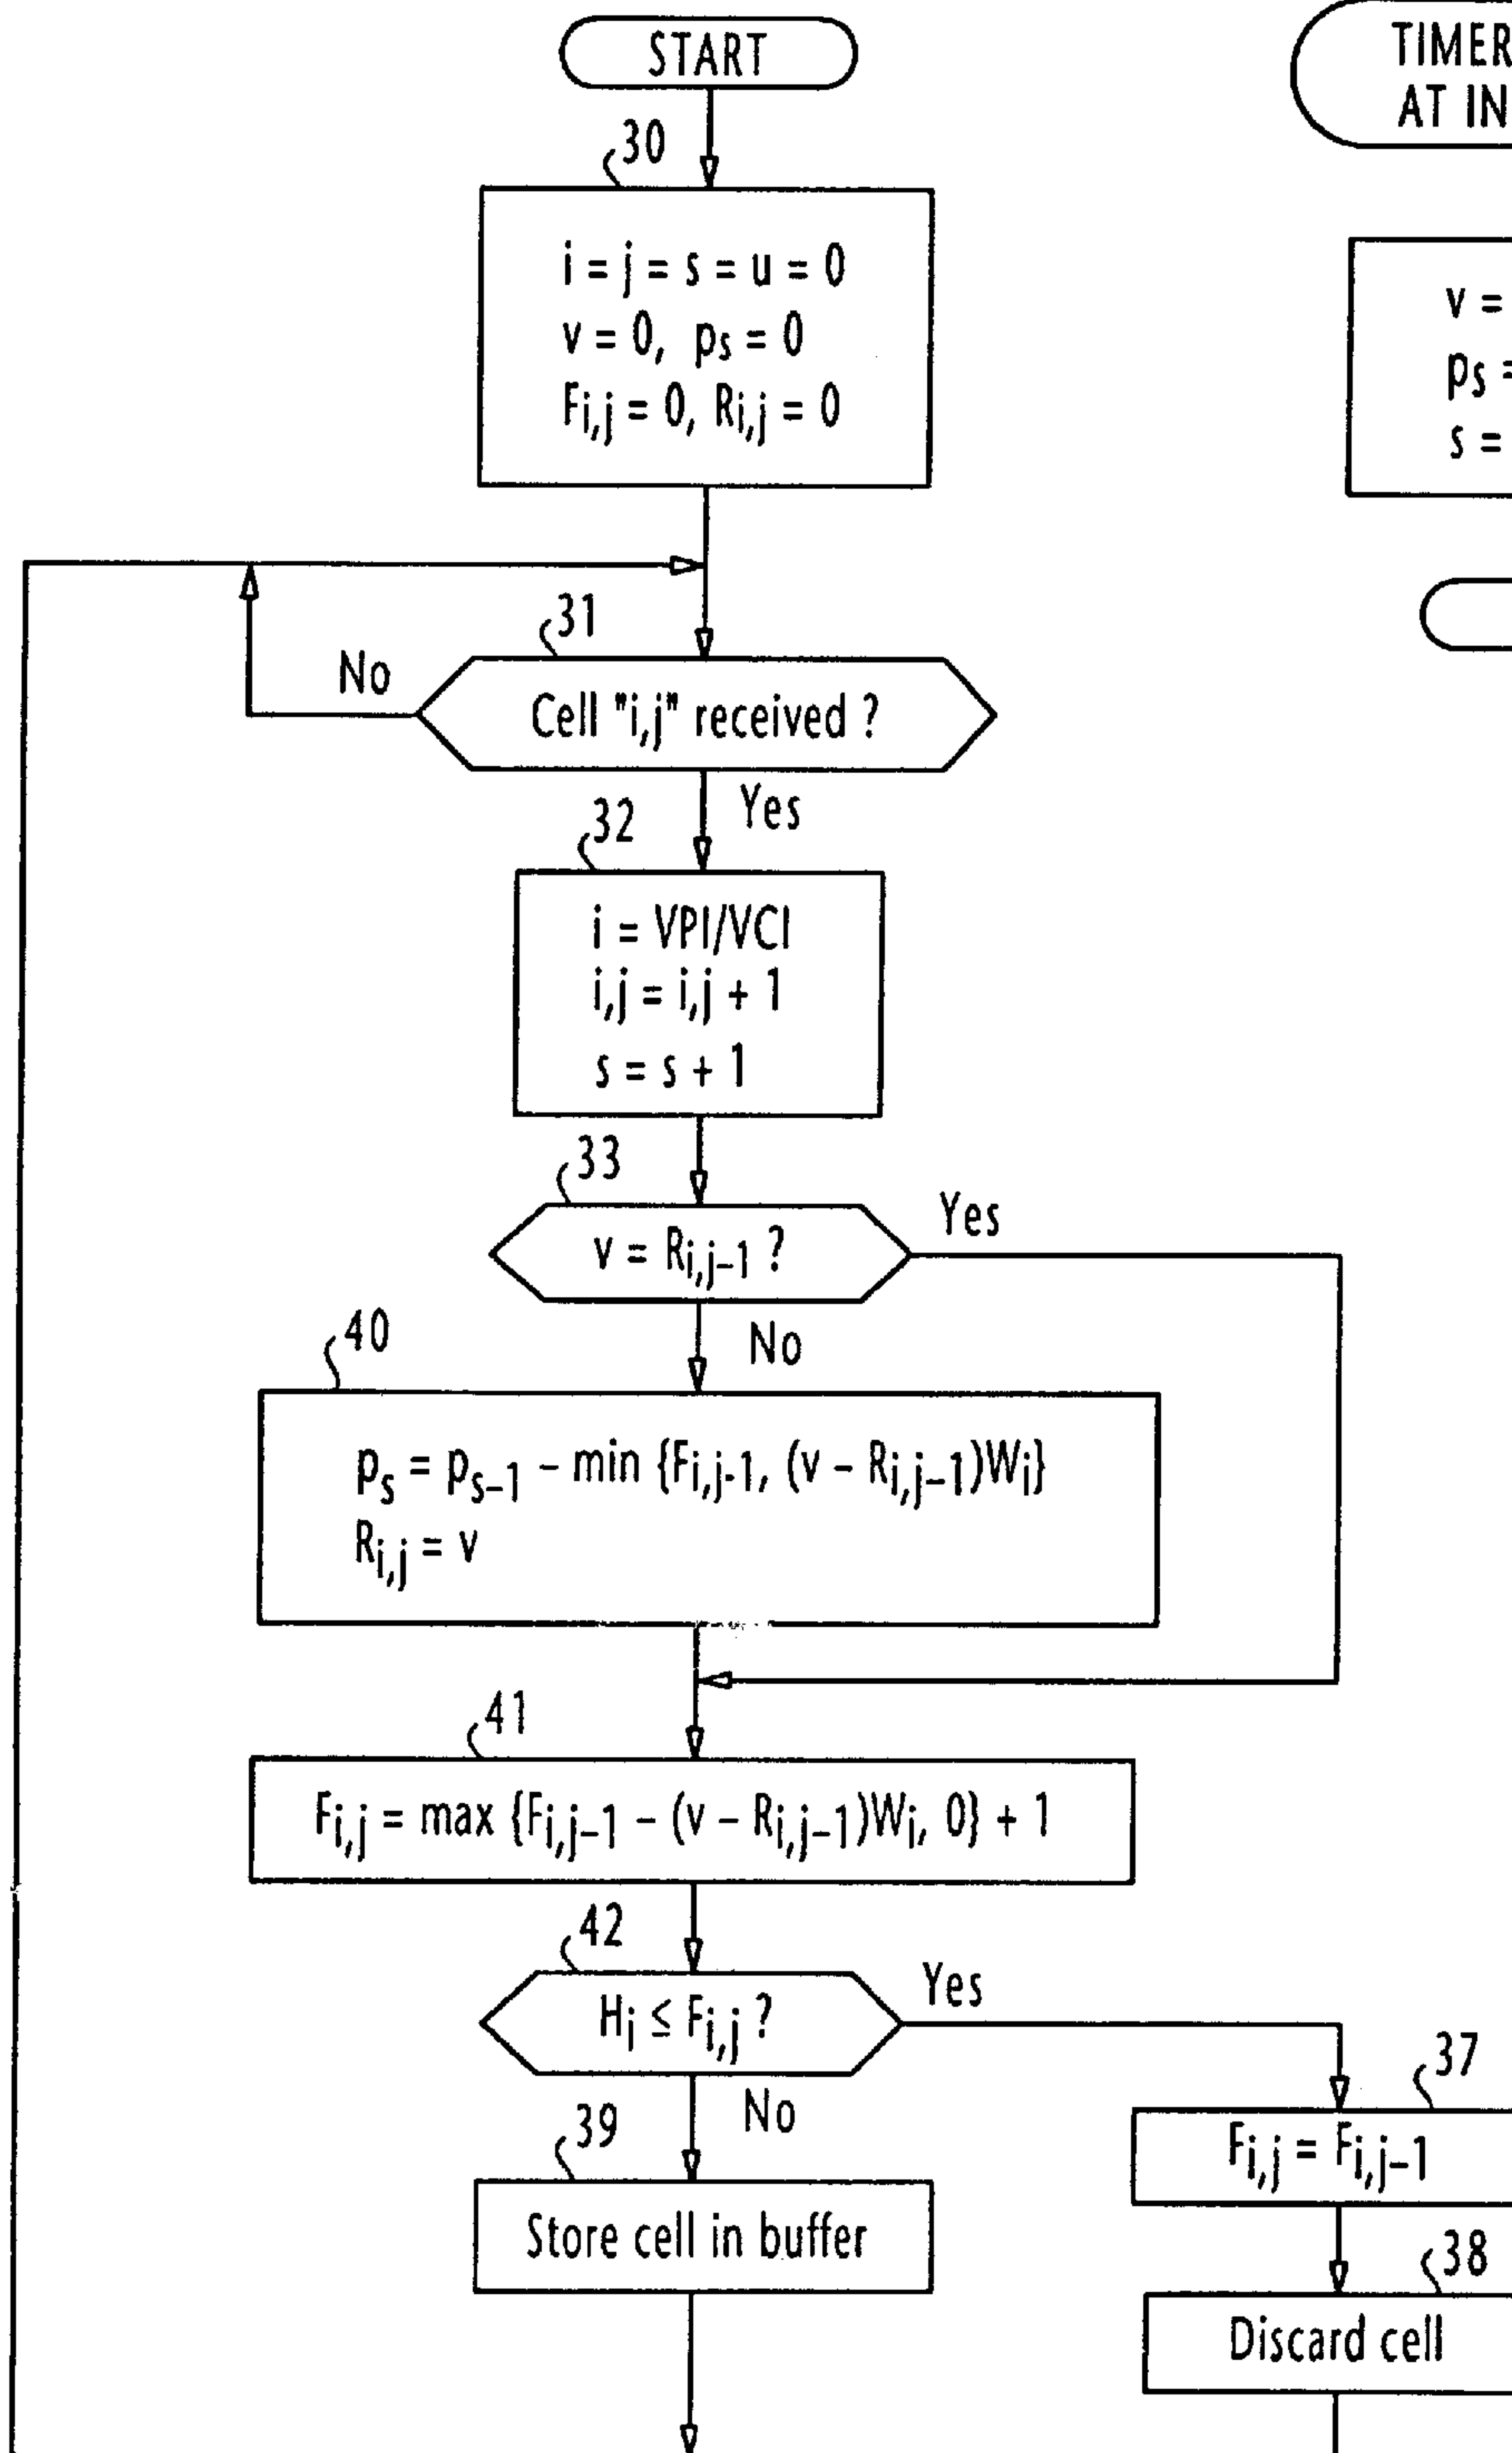 START
30
i = j = s = u = 0
v = 0, ps = 0
Fi,j = 0, Ri,j = 0
31
No
Cell "i,j" received ?
Yes
32
i = VPI/VCI
i,j = i,j + 1
s = s + 1
33
v = Ri,j–1 ?
Yes
No
40
ps = ps–1 – min {Fi,j-1, (v – Ri,j–1)Wi}
Ri,j = v
41
Fi,j = max {Fi,j–1 – (v – Ri,j–1)Wi, 0} + 1
42
Hi ≤ Fi,j ?
Yes
No
39
Store cell in buffer
37
Fi,j = Fi,j–1
38
Discard cell
TIMER
AT IN
v =
ps =
s =